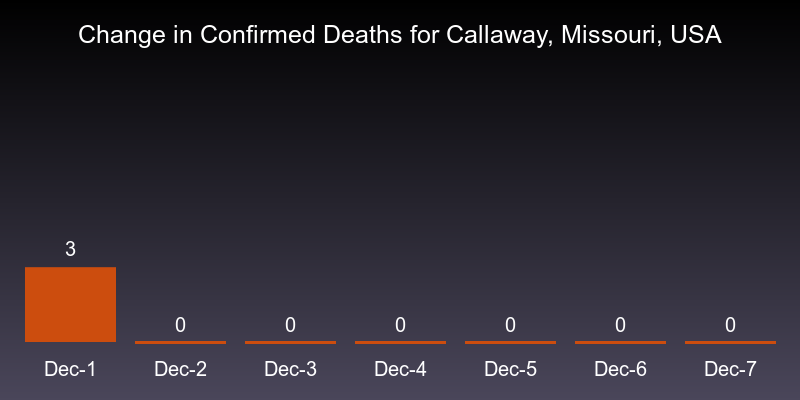 Change in Confirmed Deaths for Callaway, Missouri, USA
3
0 0 0 0 0 0
Dec-1 Dec-2 Dec-3 Dec-4 Dec-5 Dec-6 Dec-7